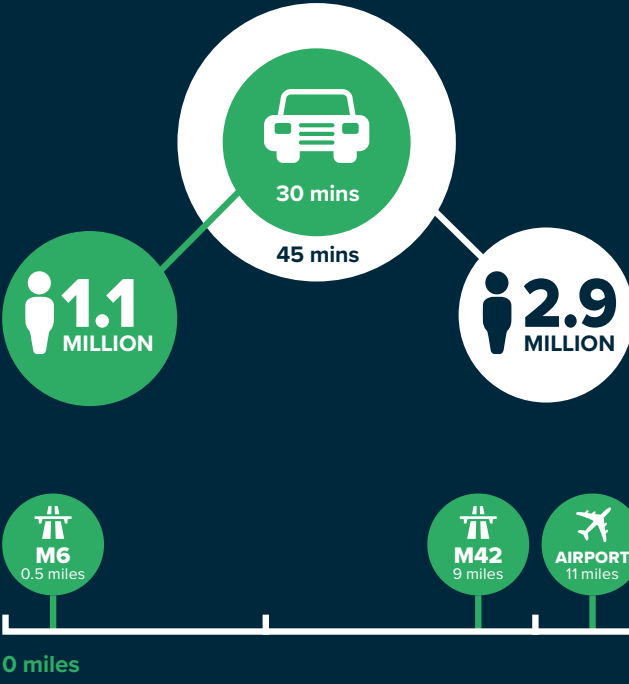 30 mins
45 mins
1.1
MILLION
2.9
MILLION
M6
0.5 miles
M42
9 miles
AIRPORT
11 miles
0 miles